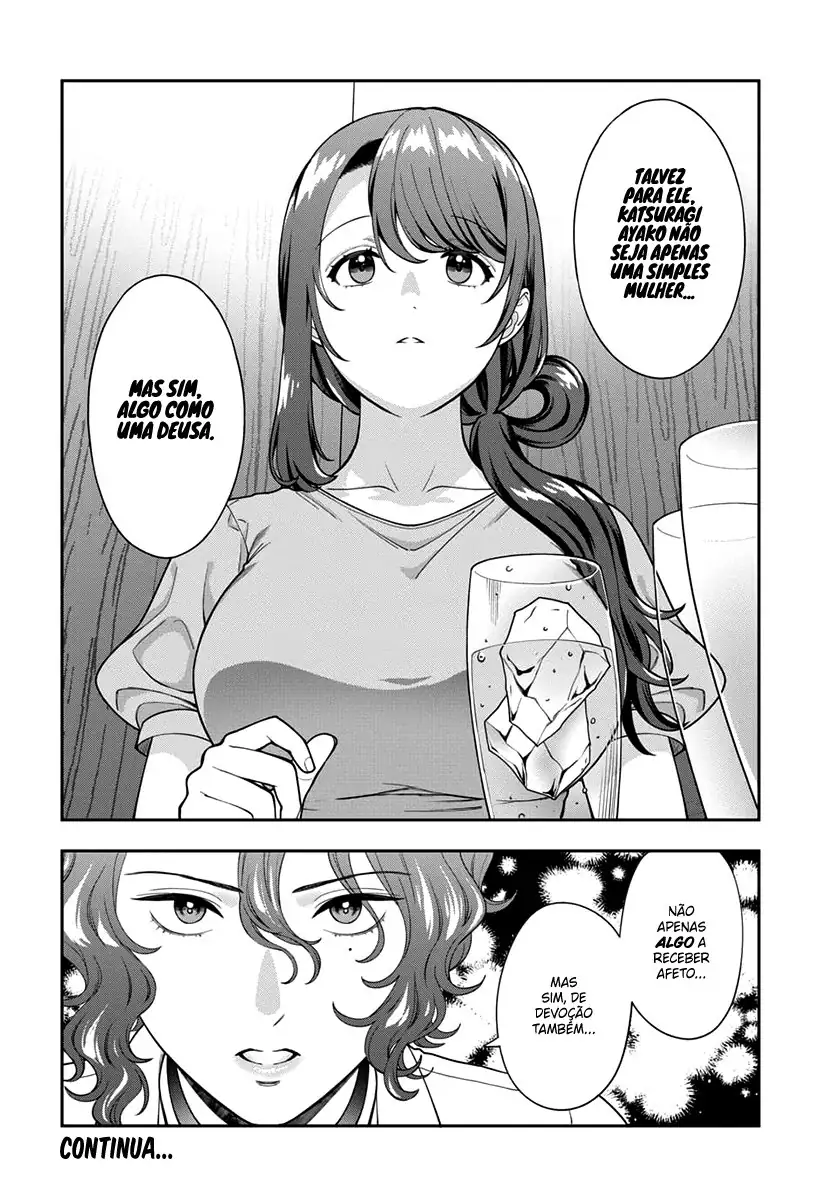 TALVEZ
PARA ELE,
KATSURAGI
AYAKO NÃO
SEJA APENAS
UMA SIMPLES
MULHER...
MAS SIM,
ALGO COMO
UMA DEUSA.
NÃO
APENAS
ALGO A
RECEBER
AFETO...
MAS
SIM, DE
DEVOÇÃO
TAMBÉM...
CONTINUA...